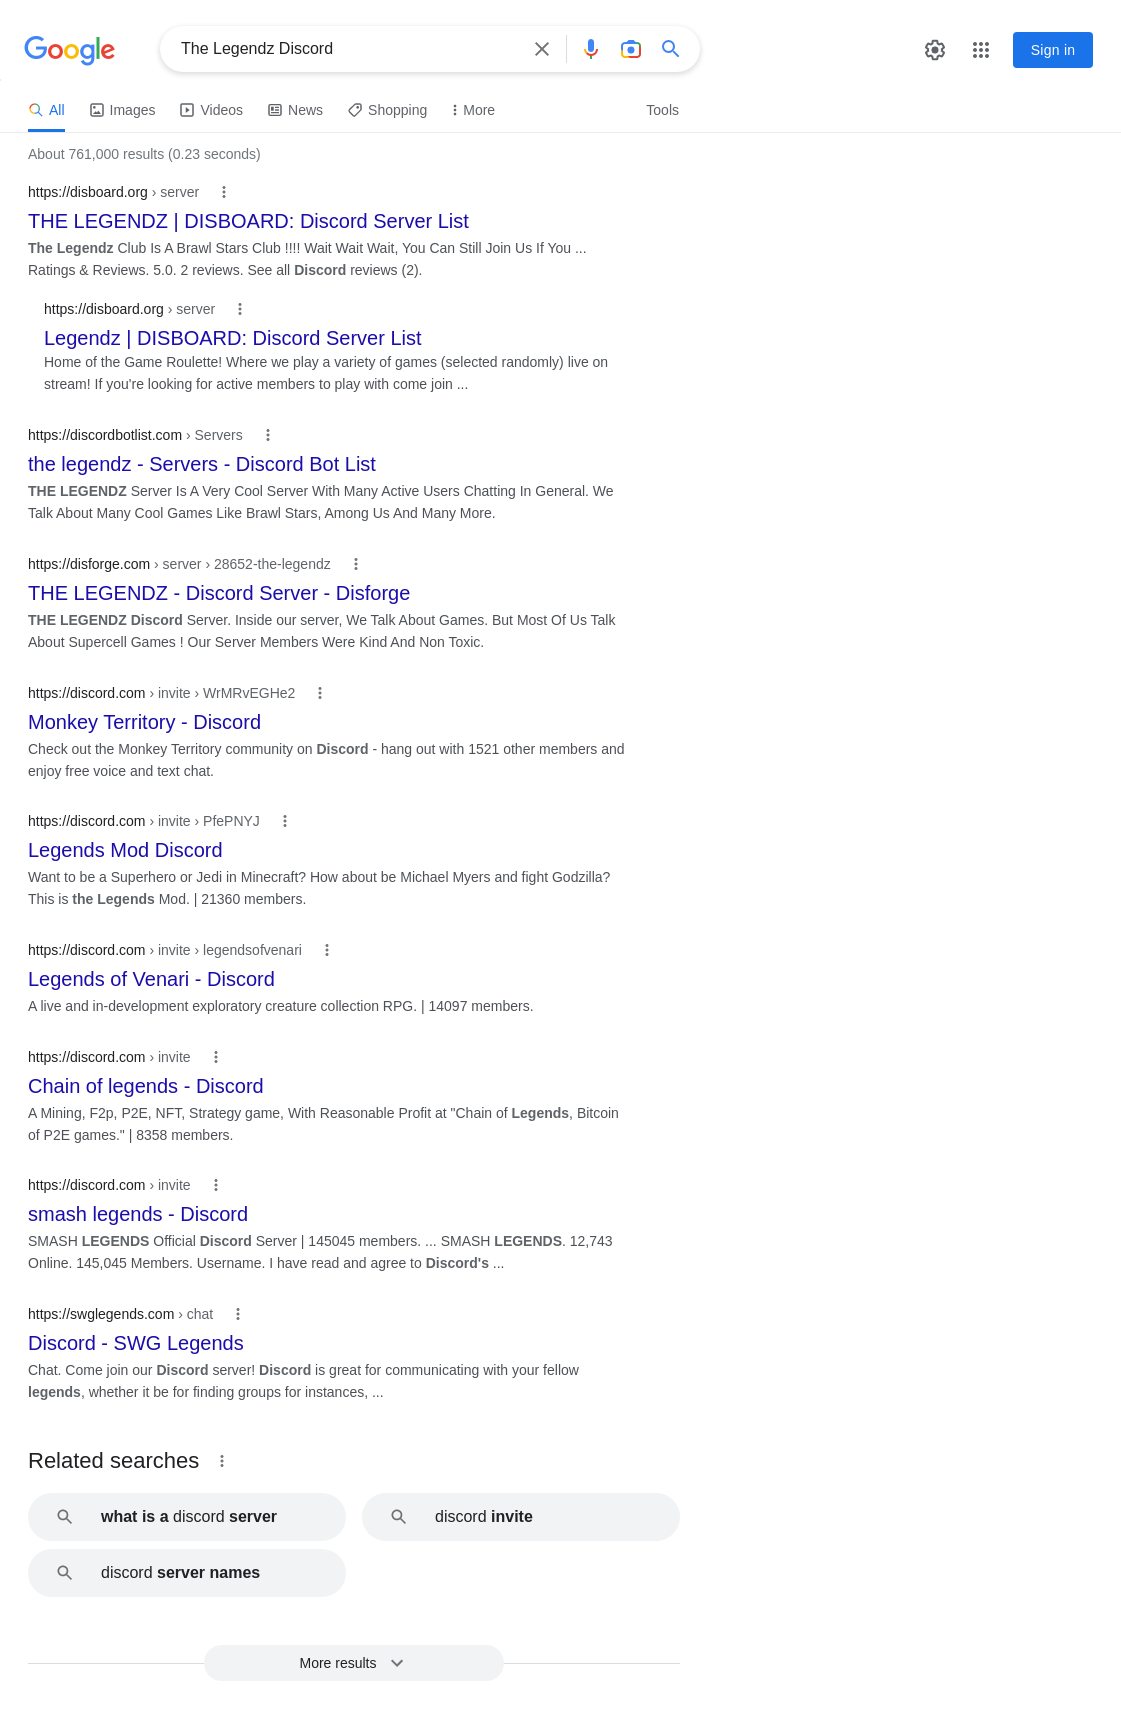 Google
The Legendz Discord
Sign in
All
Images
Videos
News
Shopping
More
Tools
About 761,000 results (0.23 seconds)
https://disboard.org › server
THE LEGENDZ | DISBOARD: Discord Server List
The Legendz Club Is A Brawl Stars Club !!!! Wait Wait Wait, You Can Still Join Us If You ...
Ratings & Reviews. 5.0. 2 reviews. See all Discord reviews (2).
https://disboard.org › server
Legendz | DISBOARD: Discord Server List
Home of the Game Roulette! Where we play a variety of games (selected randomly) live on
stream! If you're looking for active members to play with come join ...
https://discordbotlist.com › Servers
the legendz - Servers - Discord Bot List
THE LEGENDZ Server Is A Very Cool Server With Many Active Users Chatting In General. We
Talk About Many Cool Games Like Brawl Stars, Among Us And Many More.
https://disforge.com › server › 28652-the-legendz
THE LEGENDZ - Discord Server - Disforge
THE LEGENDZ Discord Server. Inside our server, We Talk About Games. But Most Of Us Talk
About Supercell Games ! Our Server Members Were Kind And Non Toxic.
https://discord.com › invite › WrMRvEGHe2
Monkey Territory - Discord
Check out the Monkey Territory community on Discord - hang out with 1521 other members and
enjoy free voice and text chat.
https://discord.com › invite › PfePNYJ
Legends Mod Discord
Want to be a Superhero or Jedi in Minecraft? How about be Michael Myers and fight Godzilla?
This is the Legends Mod. | 21360 members.
https://discord.com › invite › legendsofvenari
Legends of Venari - Discord
A live and in-development exploratory creature collection RPG. | 14097 members.
https://discord.com › invite
Chain of legends - Discord
A Mining, F2p, P2E, NFT, Strategy game, With Reasonable Profit at "Chain of Legends, Bitcoin
of P2E games." | 8358 members.
https://discord.com › invite
smash legends - Discord
SMASH LEGENDS Official Discord Server | 145045 members. ... SMASH LEGENDS. 12,743
Online. 145,045 Members. Username. I have read and agree to Discord's ...
https://swglegends.com › chat
Discord - SWG Legends
Chat. Come join our Discord server! Discord is great for communicating with your fellow
legends, whether it be for finding groups for instances, ...
Related searches
what is a discord server
discord invite
discord server names
More results